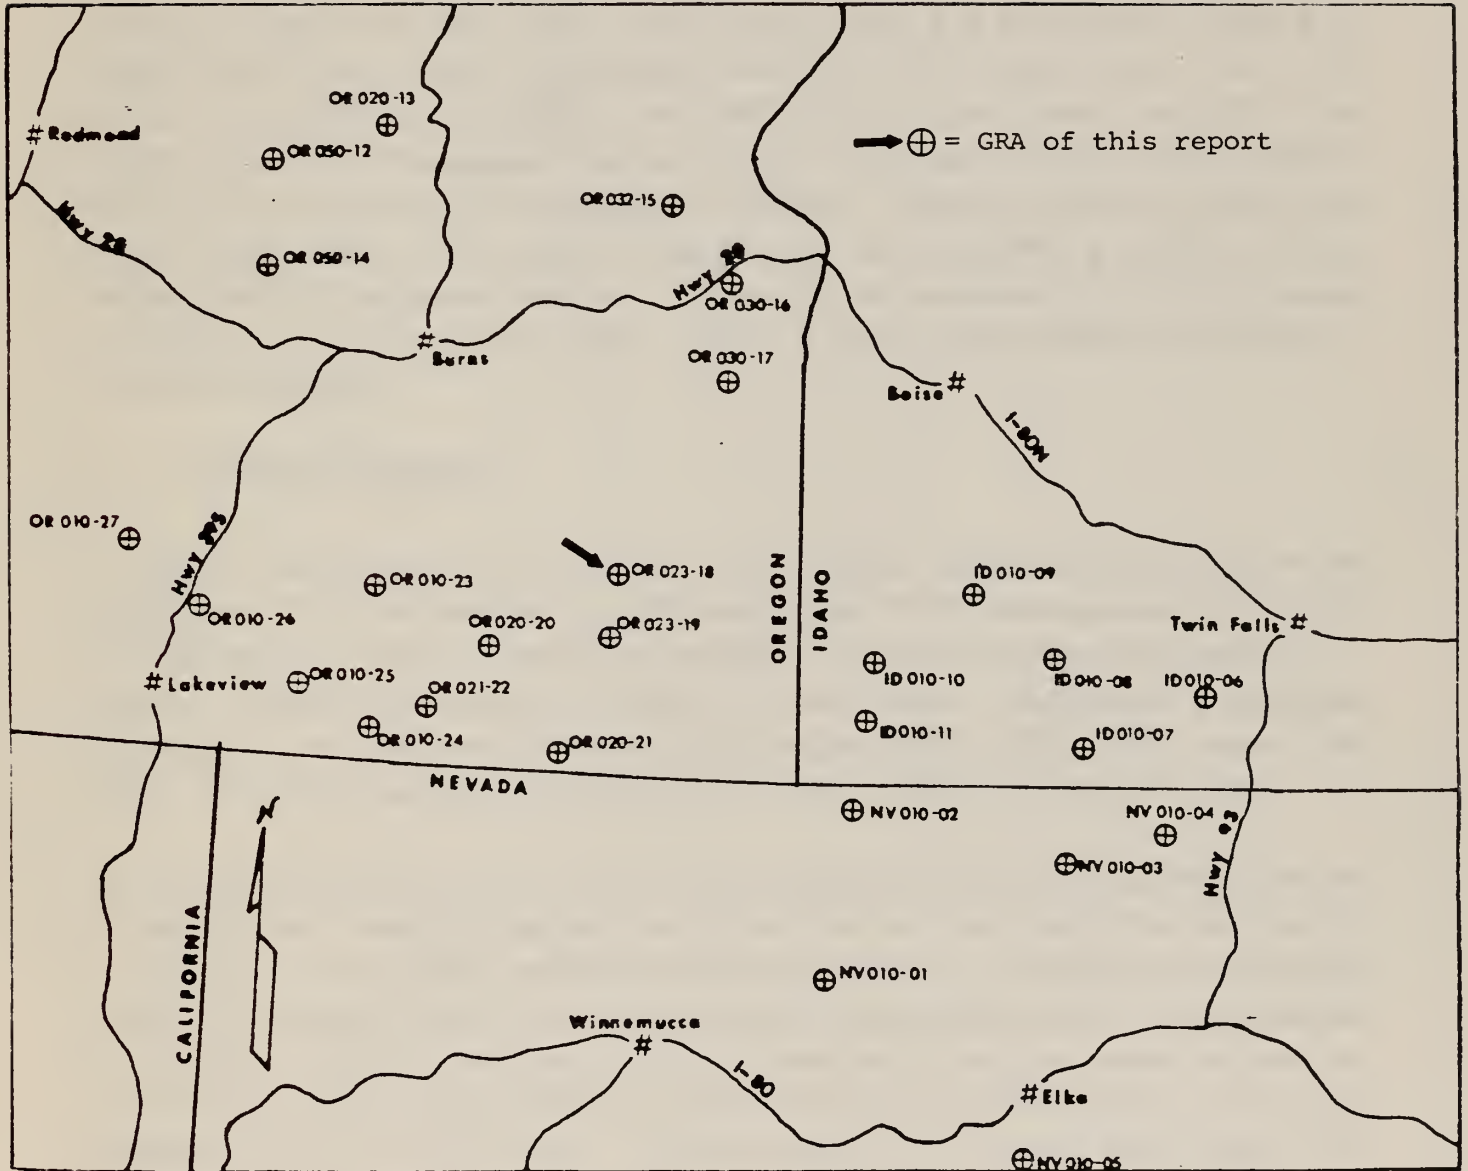 OR 020-13
Redmond
OR 050-12
= GRA of this report
OR 032-15
Hwy 28
OR 050-14
Hwy 28
OR 030-16
Burns
OR 030-17
Boise
I-80N
OR 010-27
Hwy 395
OR 010-23
OR 023-18
OREGON
IDAHO
ID 010-09
OR 010-26
OR 020-20
OR 023-19
Twin Falls
Lakeview
OR 010-25
OR 021-22
ID 010-10
ID 010-08
ID 010-06
OR 010-24
OR 020-21
ID 010-11
ID 010-07
NEVADA
N
NV 010-02
NV 010-04
NV 010-03
Hwy 93
CALIFORNIA
NV 010-01
Winnemucca
I-80
Elko
NV 010-05